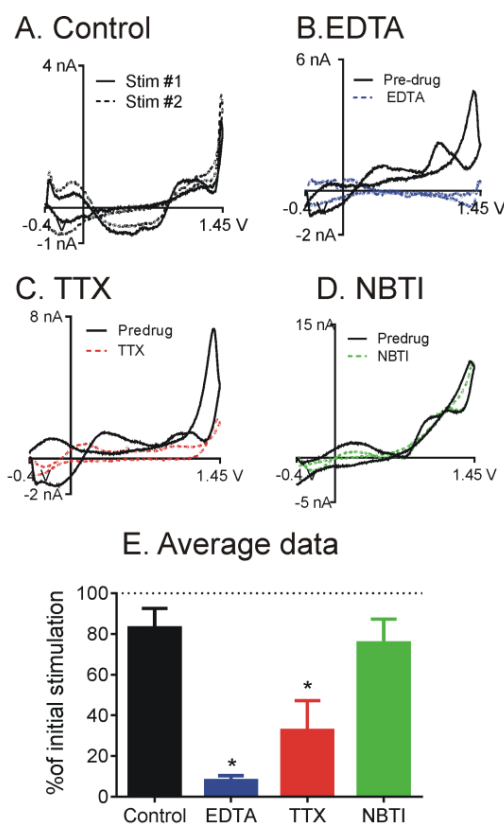 A. Control
4 nA
Stim #1
Stim #2
-0.4 V
1.45 V
-1 nA
B.EDTA
6 nA
Pre-drug
EDTA
-0.4 V
1.45 V
-2 nA
C. TTX
8 nA
Predrug
TTX
-0.4 V
1.45 V
-2 nA
D. NBTI
15 nA
Predrug
NBTI
-0.4 V
1.45 V
-5 nA
E. Average data
%of initial stimulation
100
80
60
40
20
0
*
*
Control EDTA TTX NBTI